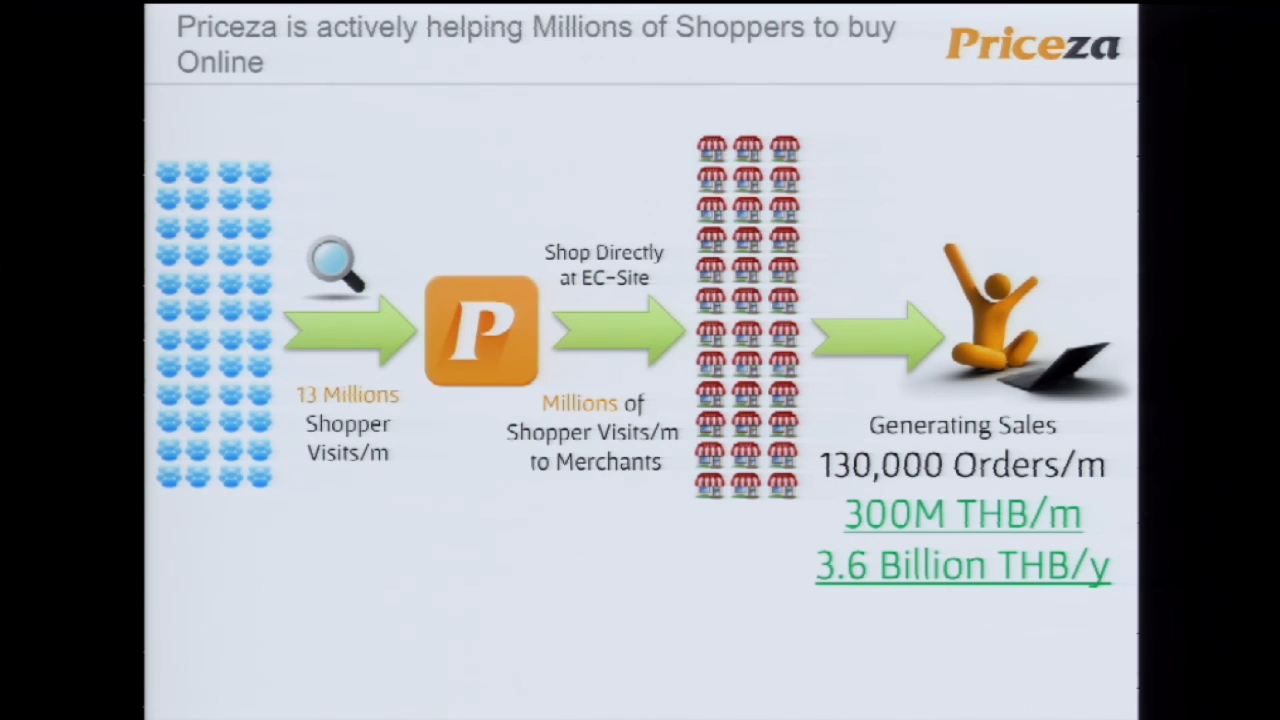 Priceza is actively helping Millions of Shoppers to buy
Online
Priceza
Shop Directly
at EC-Site
P
13 Millions
Shopper
Visits/m
Millions of
Shopper Visits/m
to Merchants
Generating Sales
130,000 Orders/m
300M THB/m
3.6 Billion THB/y